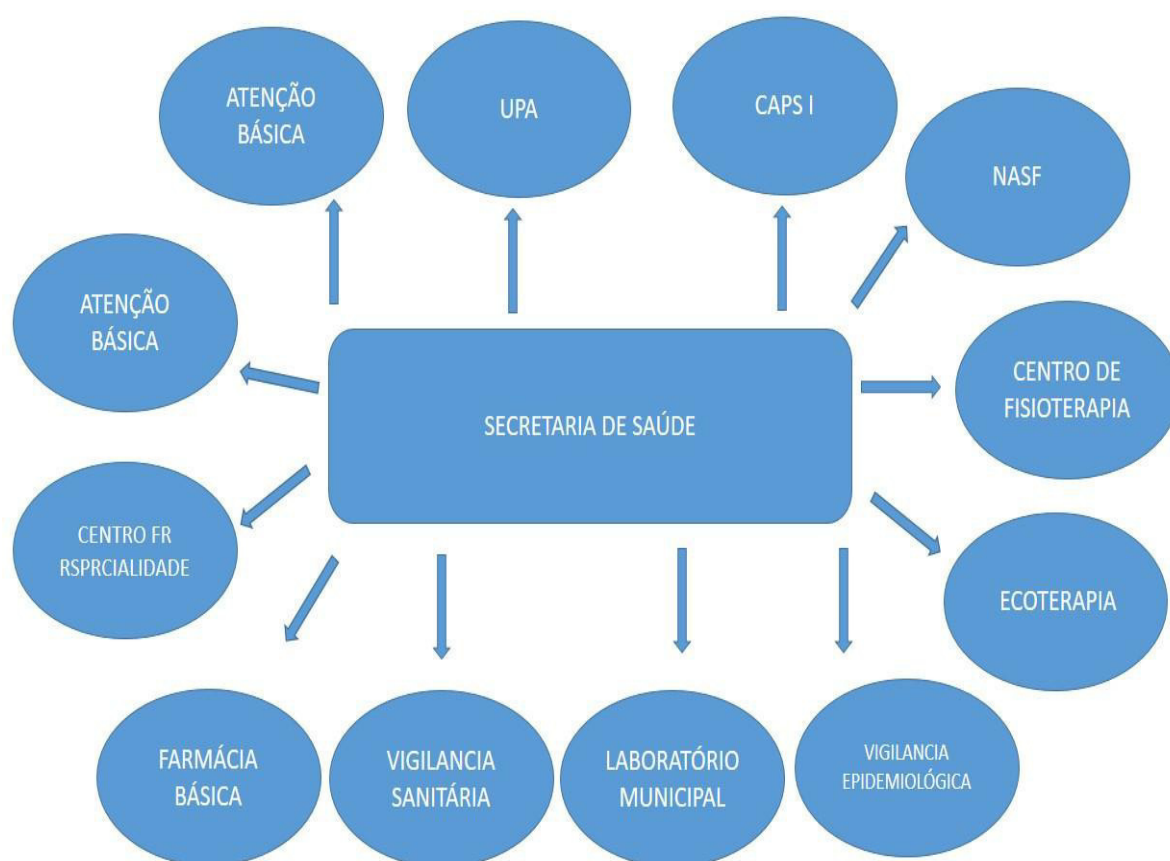 ATENÇÃO
BÁSICA
UPA
CAPS I
NASF
ATENÇÃO
BÁSICA
CENTRO DE
FISIOTERAPIA
SECRETARIA DE SAÚDE
CENTRO FR
RSPRCIALIDADE
ECOTERAPIA
FARMÁCIA
BÁSICA
VIGILANCIA
SANITÁRIA
LABORATÓRIO
MUNICIPAL
VIGILANCIA
EPIDEMIOLÓGICA